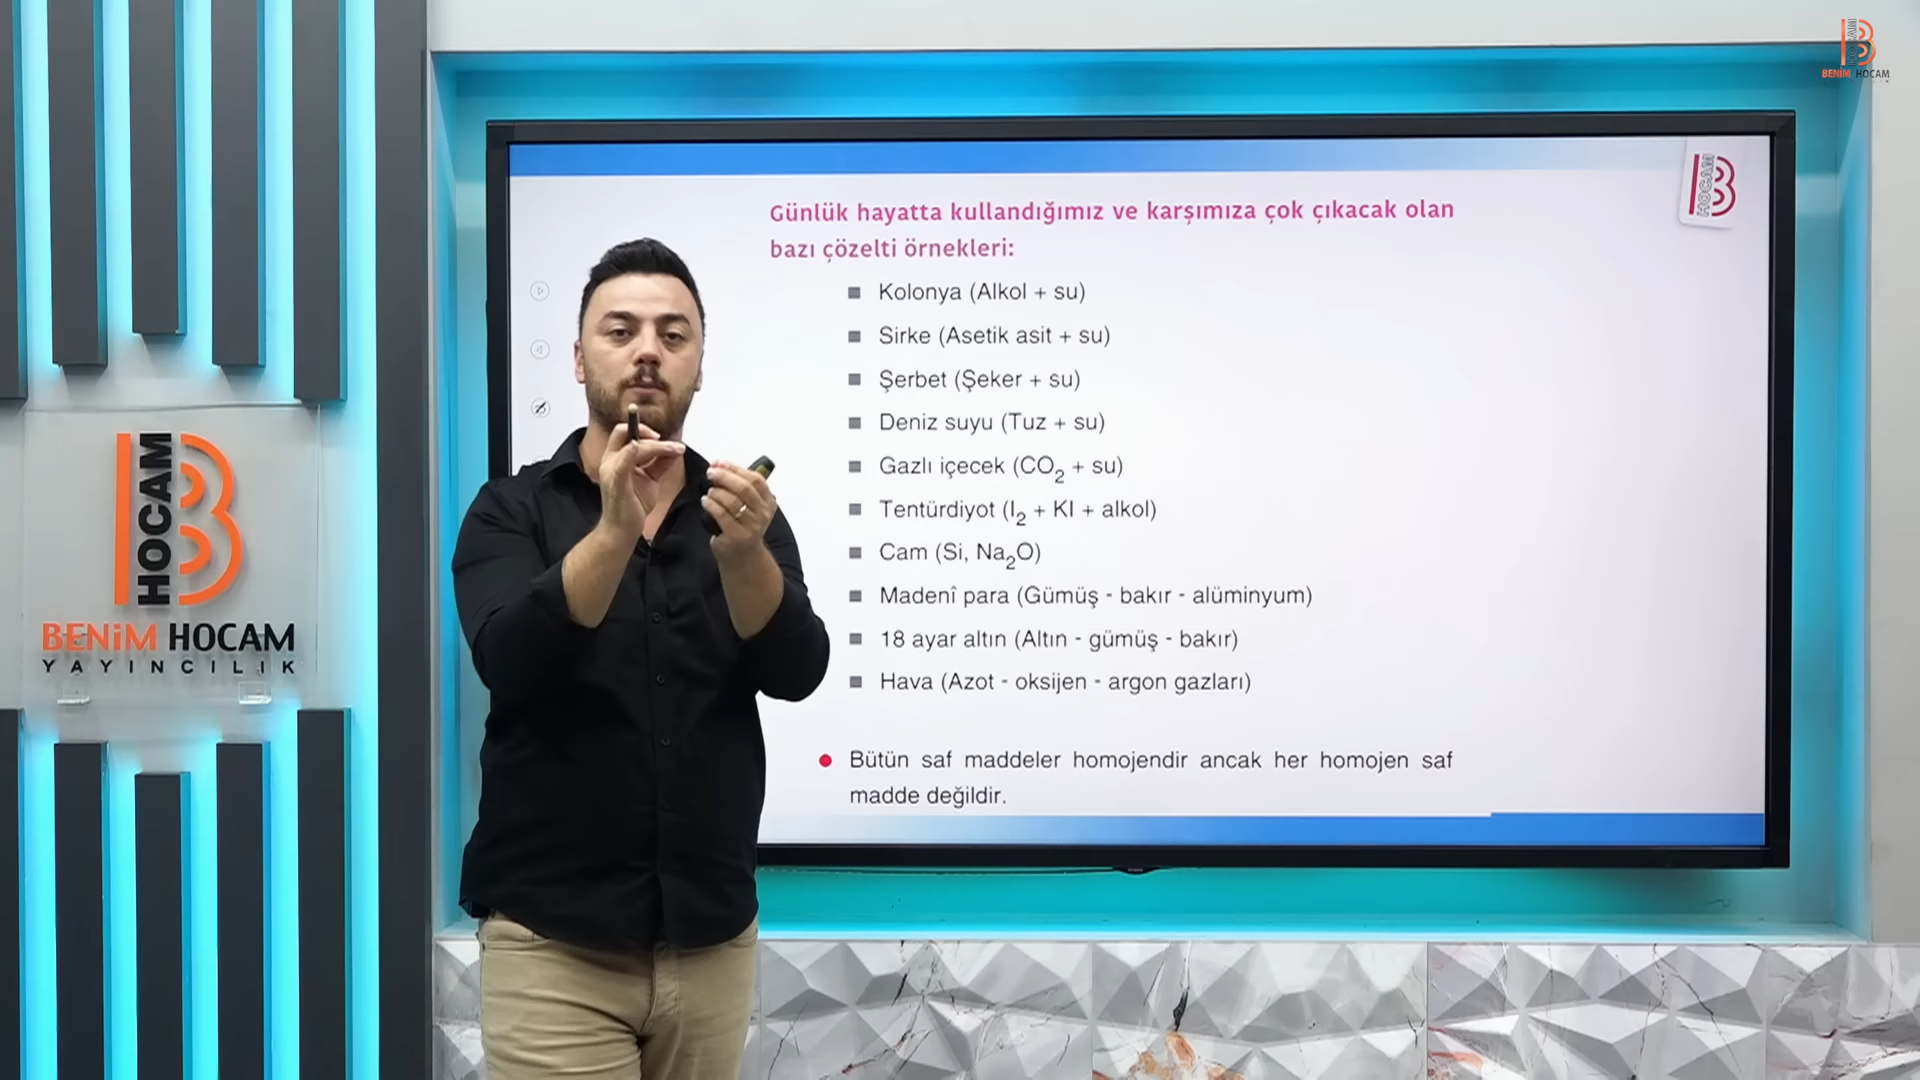 BENİM HOCAM
HOCAM
Günlük hayatta kullandığımız ve karşımıza çok çıkacak olan
bazı çözelti örnekleri:
Kolonya (Alkol + su)
Sirke (Asetik asit + su)
Şerbet (Şeker + su)
Deniz suyu (Tuz + su)
Gazlı içecek (CO₂ + su)
Tentürdiyot (I₂ + KI + alkol)
Cam (Si, Na₂O)
Madenî para (Gümüş - bakır - alüminyum)
18 ayar altın (Altın - gümüş - bakır)
Hava (Azot - oksijen - argon gazları)
Bütün saf maddeler homojendir ancak her homojen saf
madde değildir.
HOCAM
BENİM HOCAM
YAYINCILIK